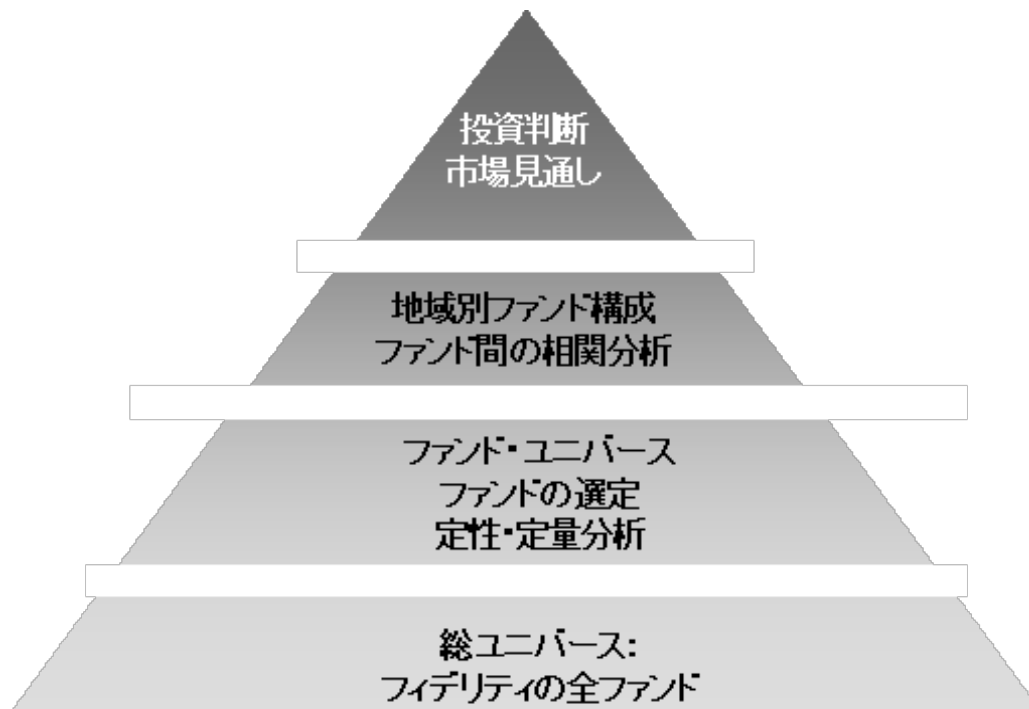 投資判断
市場見通し
地域別ファンド構成
ファンド間の相関分析
ファンド・ユニバース
ファンドの選定
定性・定量分析
総ユニバース:
フィデリティの全ファンド